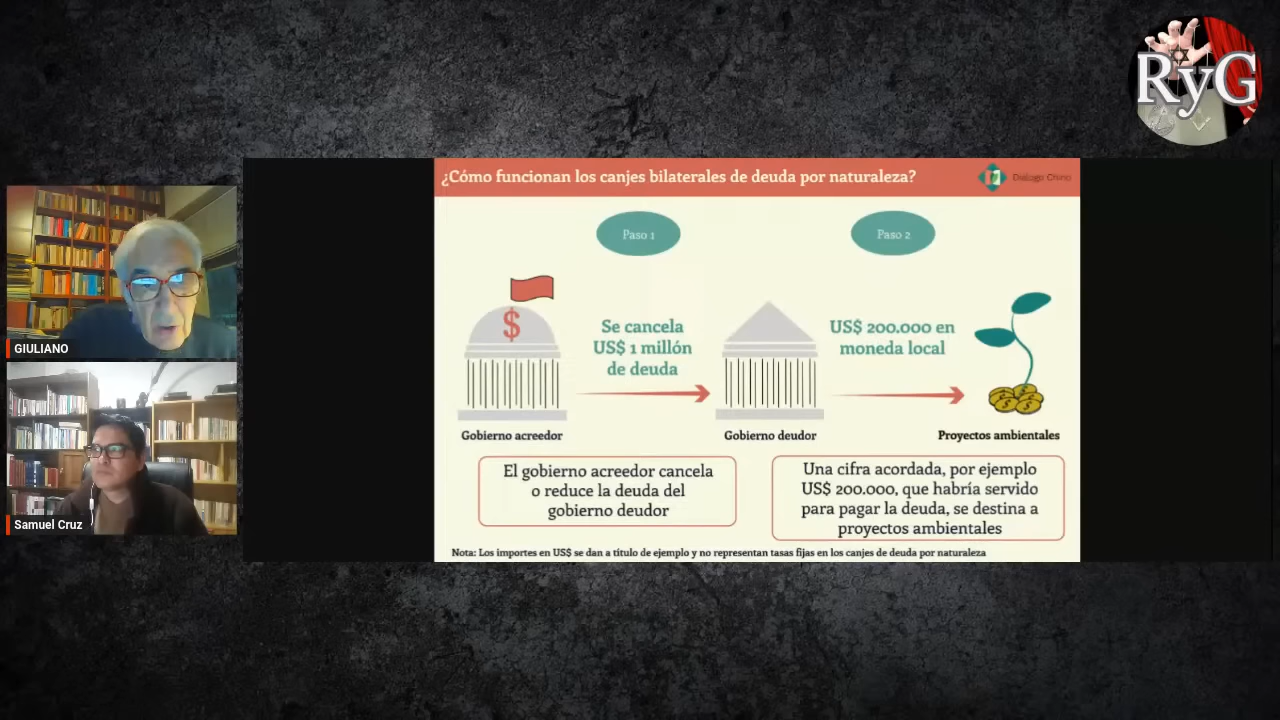 RyG
¿Cómo funcionan los canjes bilaterales de deuda por naturaleza?
Diálogo Chino
Paso 1
Paso 2
$
Se cancela
US$ 1 millón
de deuda
US$ 200.000 en
moneda local
Gobierno acreedor
Gobierno deudor
Proyectos ambientales
El gobierno acreedor cancela
o reduce la deuda del
gobierno deudor
Una cifra acordada, por ejemplo
US$ 200.000, que habría servido
para pagar la deuda, se destina a
proyectos ambientales
Nota: Los importes en US$ se dan a título de ejemplo y no representan tasas fijas en los canjes de deuda por naturaleza
GIULIANO
Samuel Cruz